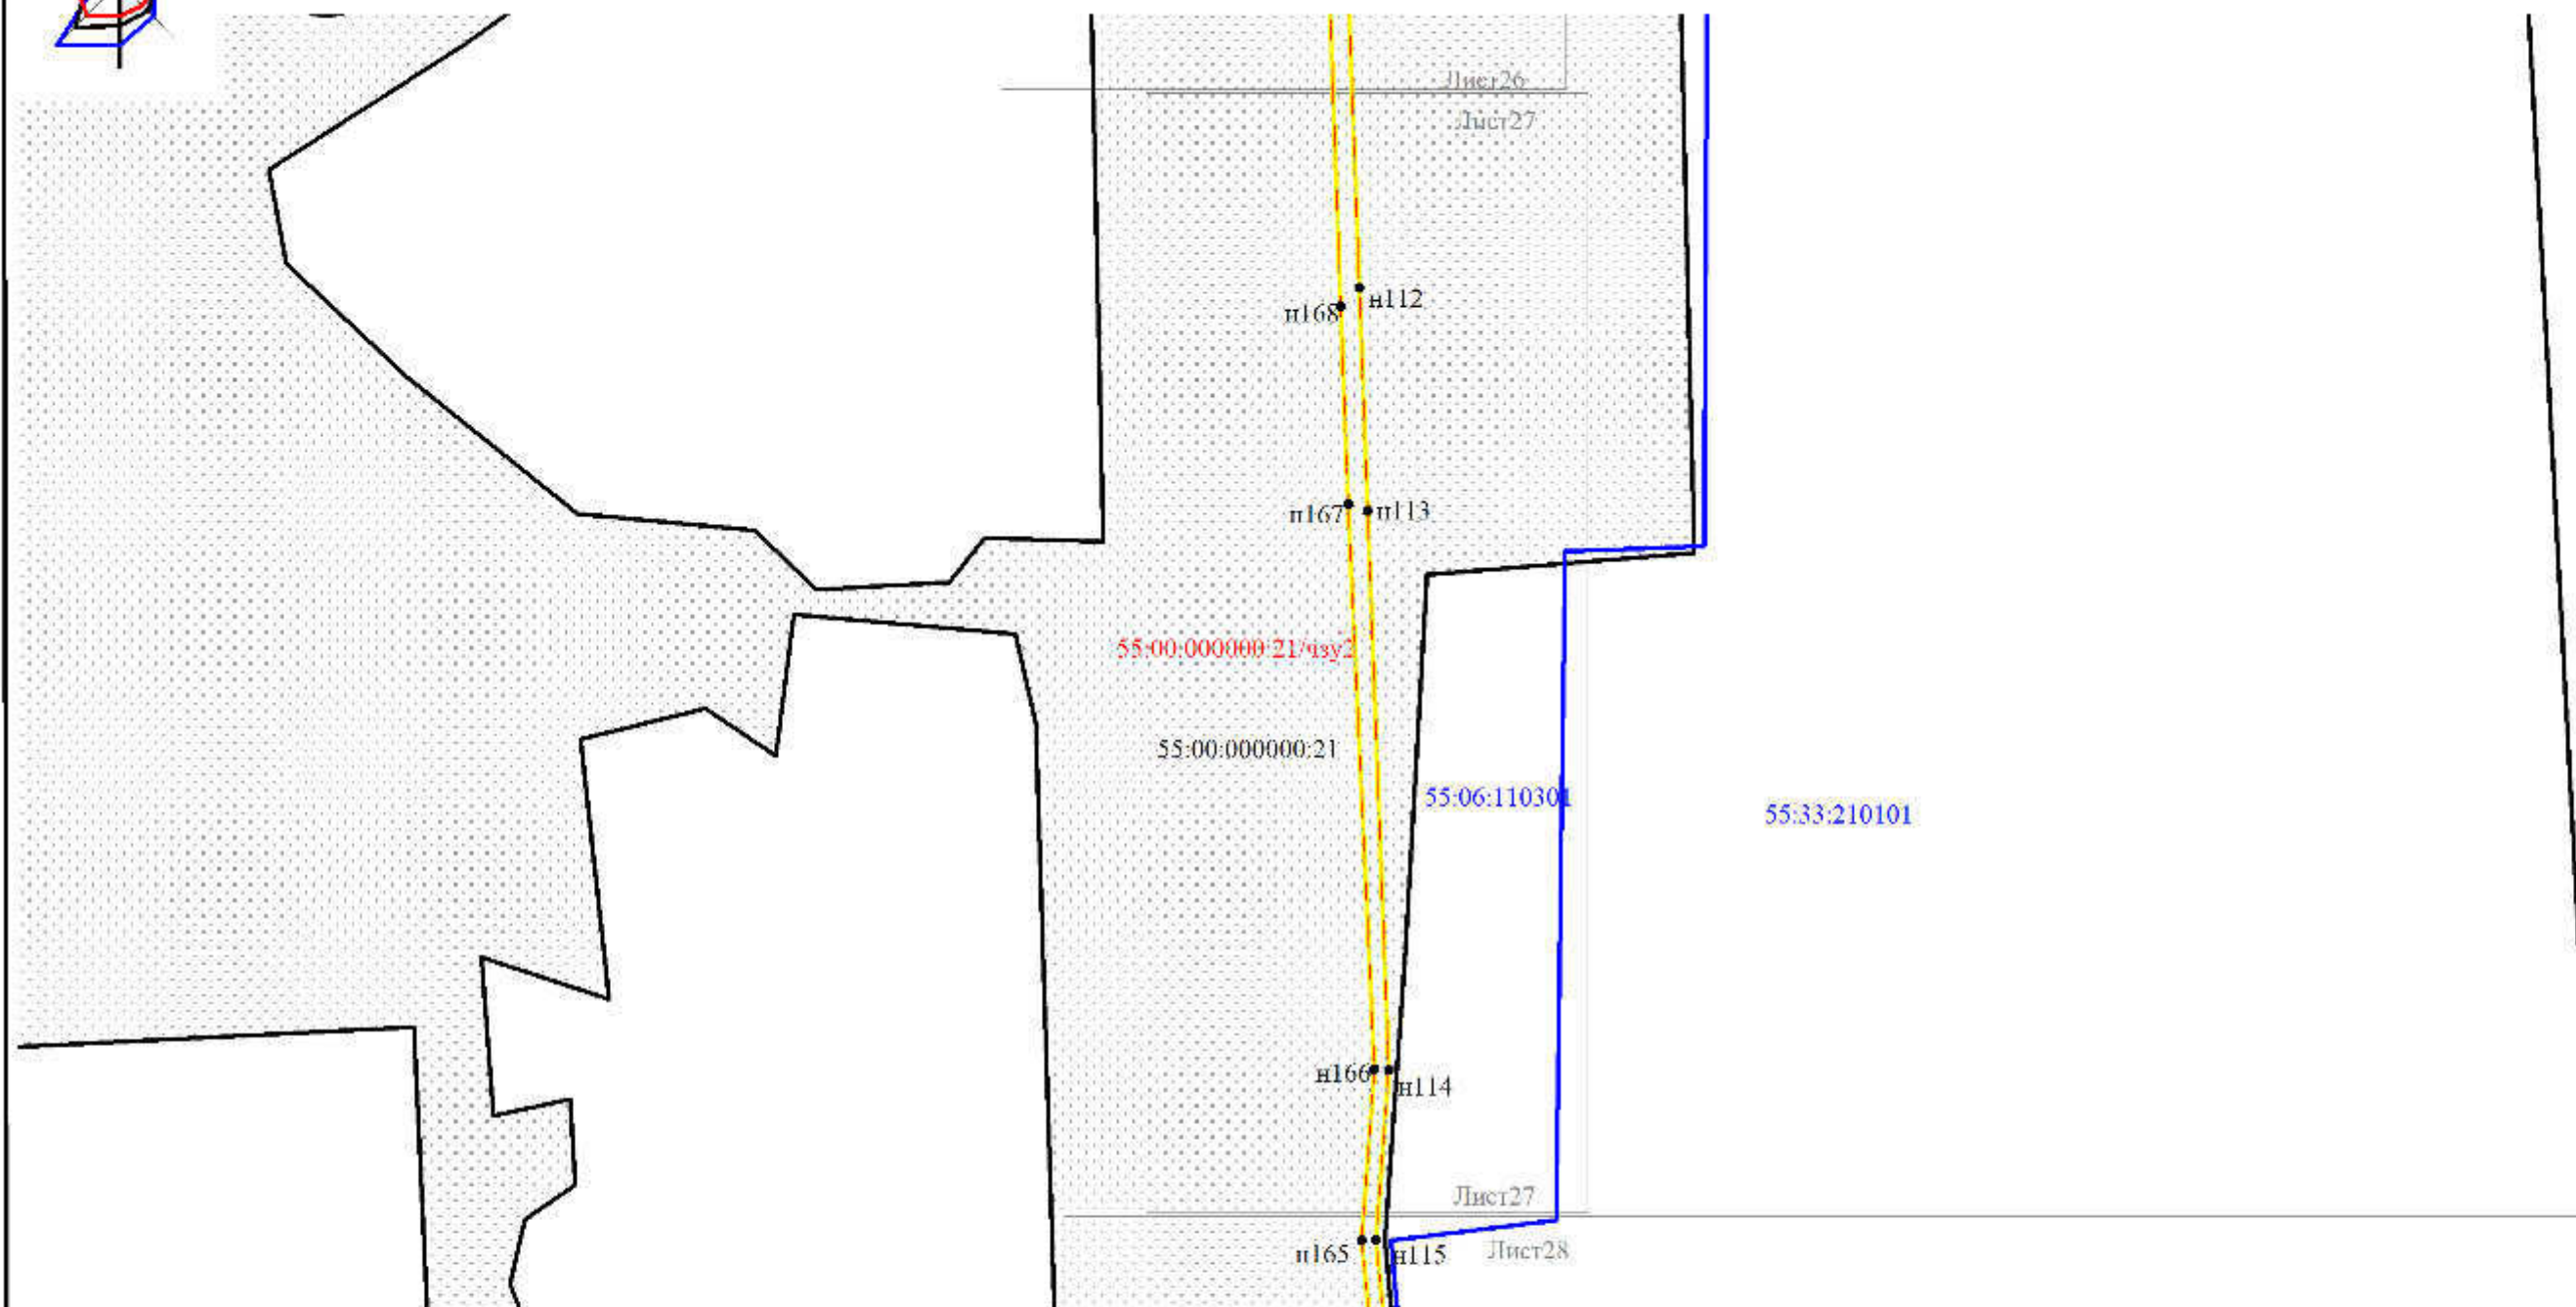 Лист26
Лист27
н112
н168
н167
н113
55:00:000000:21/чзу2
55:00:000000:21
55:06:110301
55:33:210101
н166
н114
Лист27
н165
н115
Лист28